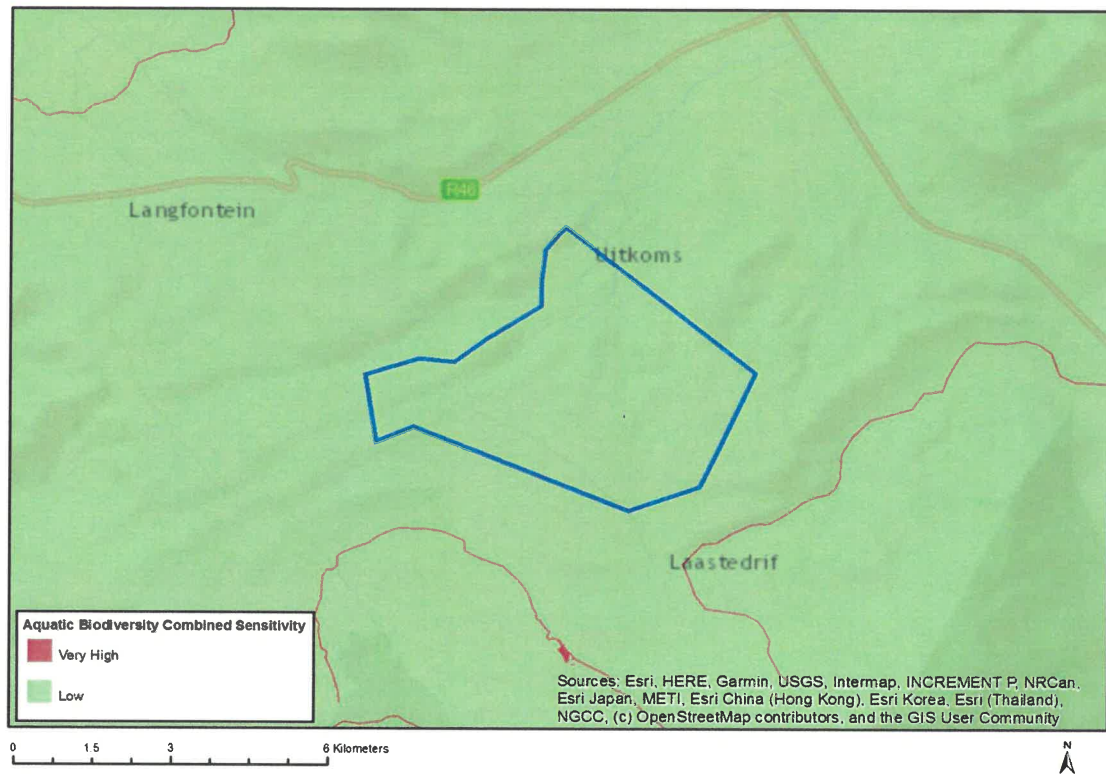 R46
Langfontein
Uitkoms
Laastedrif
Aquatic Biodiversity Combined Sensitivity
Very High
Low
Sources: Esri, HERE, Garmin, USGS, Intermap, INCREMENT P, NRCan,
Esri Japan, METI, Esri China (Hong Kong), Esri Korea, Esri (Thailand),
NGCC, (c) OpenStreetMap contributors, and the GIS User Community
0 1.5 3 6 Kilometers
N